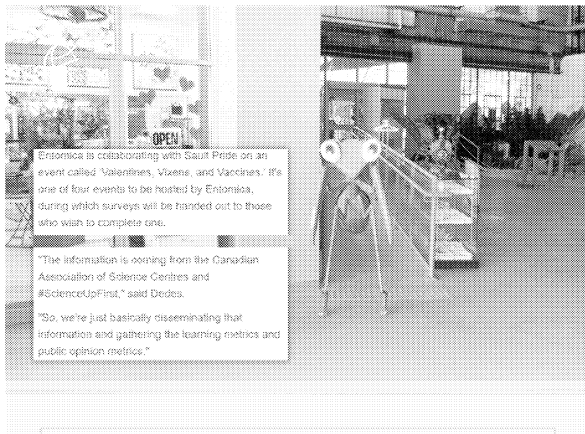 OPEN
Entomica is collaborating with Sault Pride on an
event called 'Valentines, Vixens, and Vaccines.' It's
one of four events to be hosted by Entomica,
during which surveys will be handed out to those
who wish to complete one.
"The information is coming from the Canadian
Association of Science Centres and
#ScienceUpFirst," said Dedes.
"So, we're just basically disseminating that
information and gathering the learning metrics and
public opinion metrics."